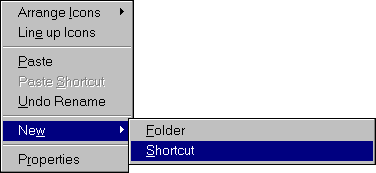 Arrange Icons
Line up Icons
Paste
Paste Shortcut
Undo Rename
New
Folder
Shortcut
Properties